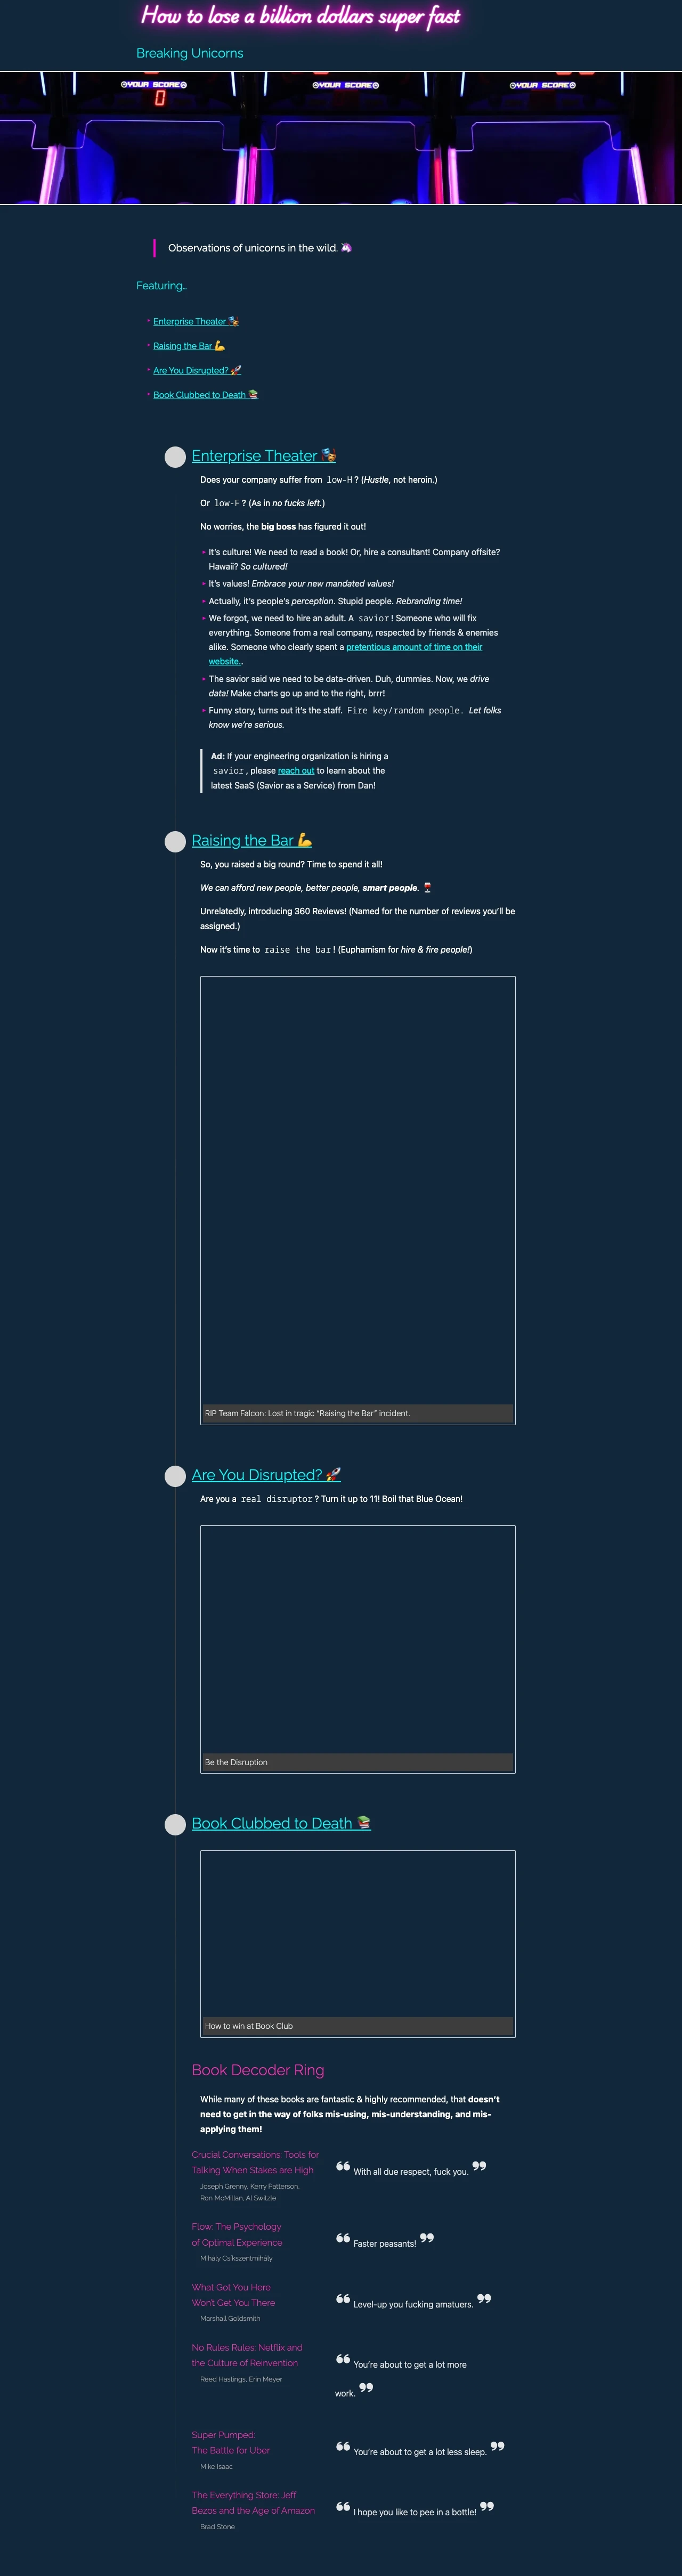 How to lose a billion dollars super fast
Breaking Unicorns
YOUR SCORE
YOUR SCORE
YOUR SCORE
0
Observations of unicorns in the wild. 🦄
Featuring…
Enterprise Theater 🎭
Raising the Bar 💪
Are You Disrupted? 🚀
Book Clubbed to Death 📚
Enterprise Theater 🎭
Does your company suffer from low-H ? (Hustle, not heroin.)
Or low-F ? (As in no fucks left.)
No worries, the big boss has figured it out!
It's culture! We need to read a book! Or, hire a consultant! Company offsite?
Hawaii? So cultured!
It's values! Embrace your new mandated values!
Actually, it's people's perception. Stupid people. Rebranding time!
We forgot, we need to hire an adult. A savior ! Someone who will fix
everything. Someone from a real company, respected by friends & enemies
alike. Someone who clearly spent a pretentious amount of time on their
website..
The savior said we need to be data-driven. Duh, dummies. Now, we drive
data! Make charts go up and to the right, brrr!
Funny story, turns out it's the staff. Fire key/random people. Let folks
know we're serious.
Ad: If your engineering organization is hiring a
savior , please reach out to learn about the
latest SaaS (Savior as a Service) from Dan!
Raising the Bar 💪
So, you raised a big round? Time to spend it all!
We can afford new people, better people, smart people. 🍷
Unrelatedly, introducing 360 Reviews! (Named for the number of reviews you'll be
assigned.)
Now it's time to raise the bar ! (Euphamism for hire & fire people!)
RIP Team Falcon: Lost in tragic "Raising the Bar" incident.
Are You Disrupted? 🚀
Are you a real disruptor ? Turn it up to 11! Boil that Blue Ocean!
Be the Disruption
Book Clubbed to Death 📚
How to win at Book Club
Book Decoder Ring
While many of these books are fantastic & highly recommended, that doesn't
need to get in the way of folks mis-using, mis-understanding, and mis-
applying them!
Crucial Conversations: Tools for
Talking When Stakes are High
Joseph Grenny, Kerry Patterson,
Ron McMillan, Al Switzle
❝ With all due respect, fuck you. ❞
Flow: The Psychology
of Optimal Experience
Mihály Csikszentmihaly
❝ Faster peasants! ❞
What Got You Here
Won't Get You There
Marshall Goldsmith
❝ Level-up you fucking amatuers. ❞
No Rules Rules: Netflix and
the Culture of Reinvention
Reed Hastings, Erin Meyer
❝ You're about to get a lot more
work. ❞
Super Pumped:
The Battle for Uber
Mike Isaac
❝ You're about to get a lot less sleep. ❞
The Everything Store: Jeff
Bezos and the Age of Amazon
Brad Stone
❝ I hope you like to pee in a bottle! ❞